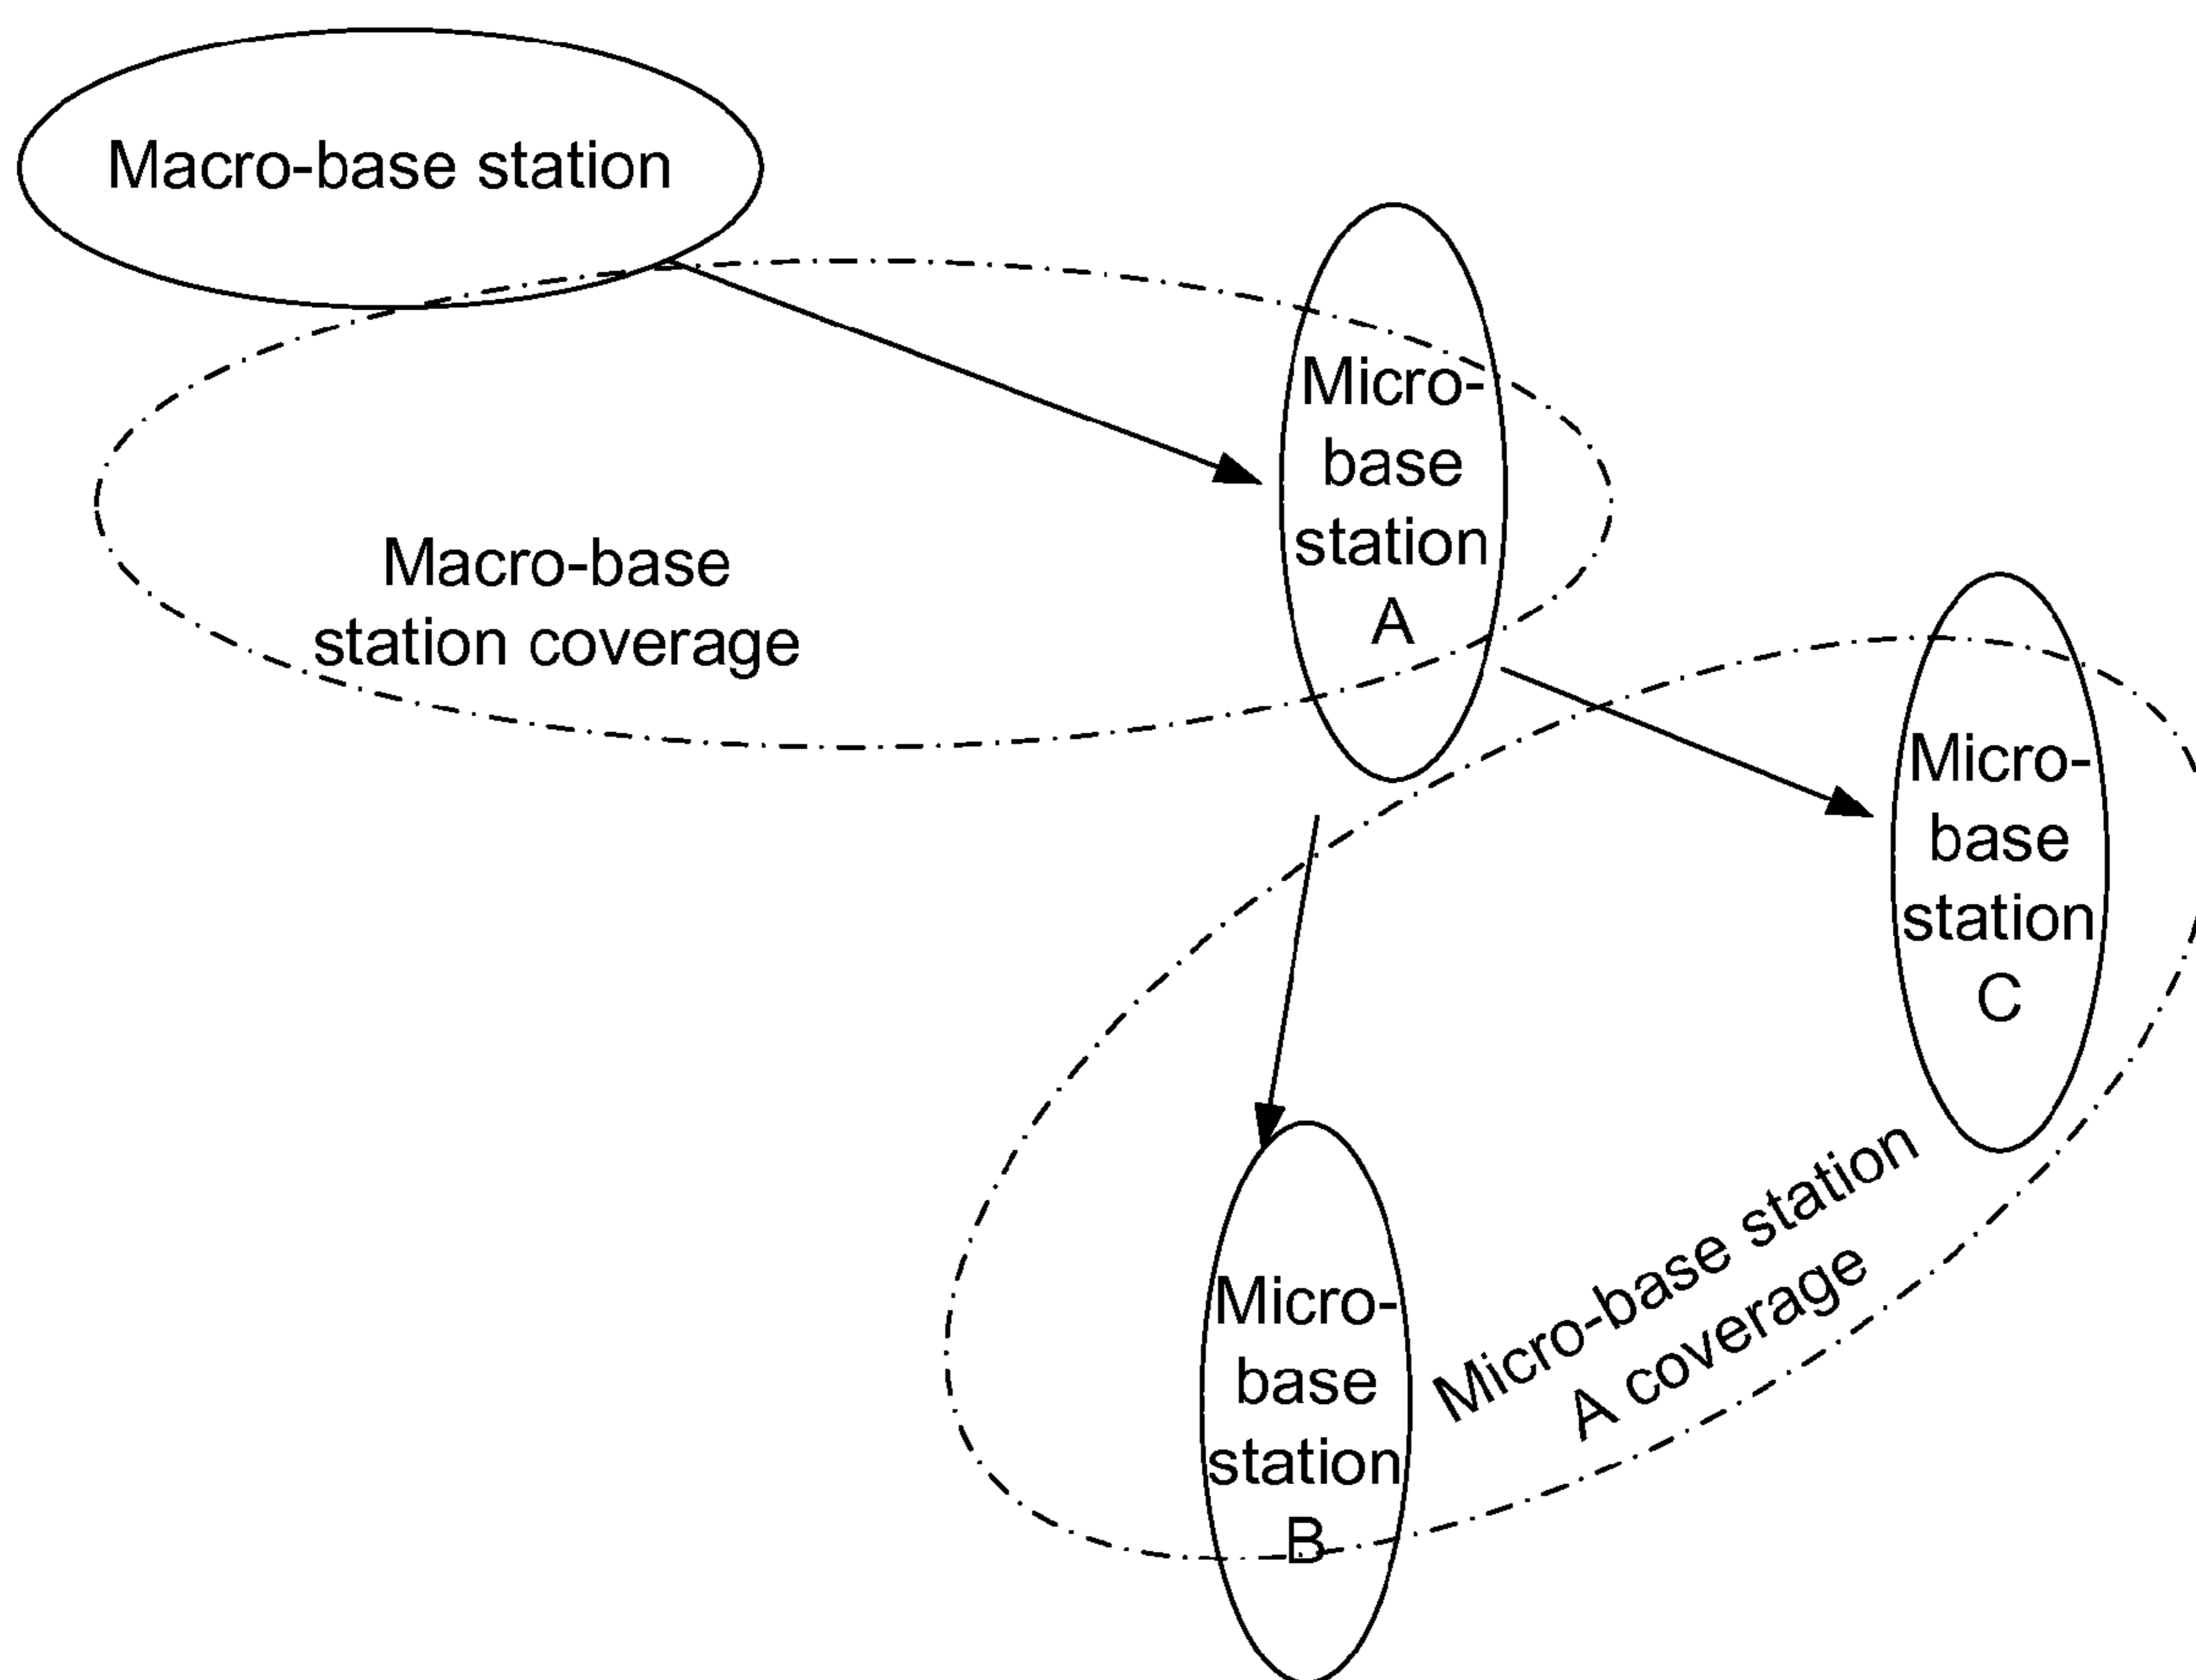 Macro-base station
Micro-
base
station
A
Macro-base
station coverage
Micro-
base
station
C
Micro-base station
A coverage
Micro-
base
station
B